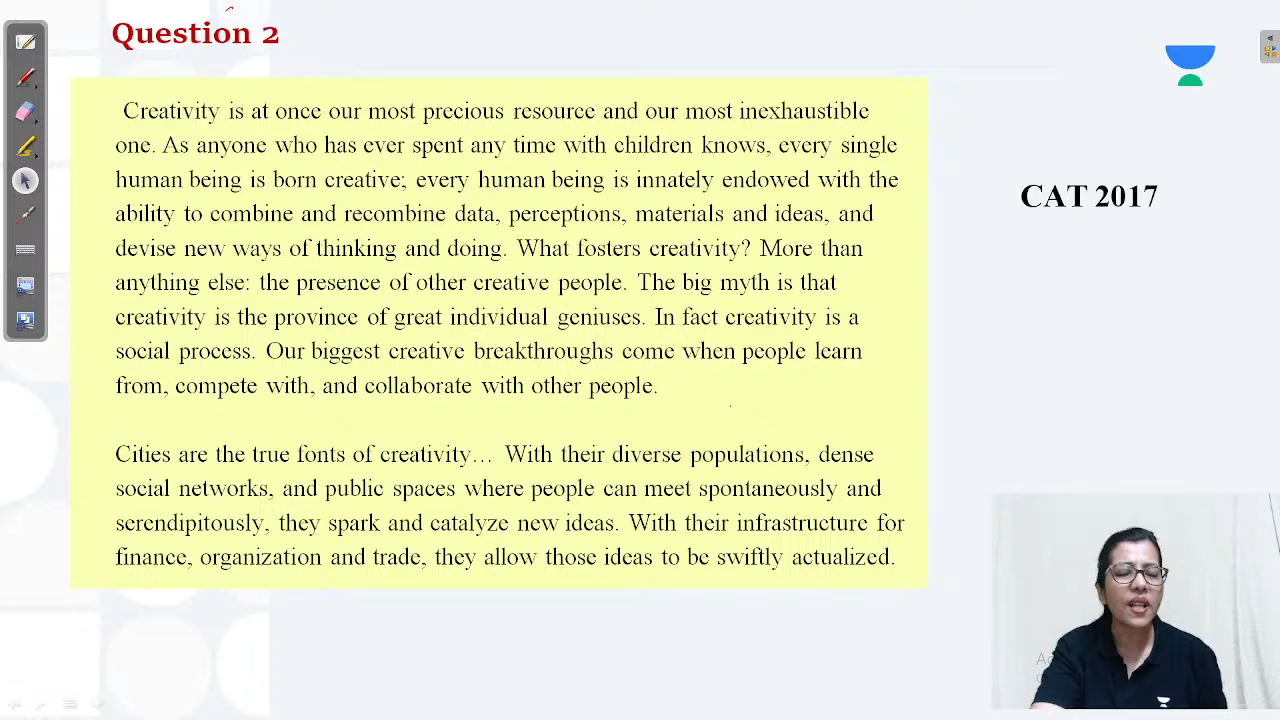 Question 2
Creativity is at once our most precious resource and our most inexhaustible
one. As anyone who has ever spent any time with children knows, every single
human being is born creative; every human being is innately endowed with the
ability to combine and recombine data, perceptions, materials and ideas, and
devise new ways of thinking and doing. What fosters creativity? More than
anything else: the presence of other creative people. The big myth is that
creativity is the province of great individual geniuses. In fact creativity is a
social process. Our biggest creative breakthroughs come when people learn
from, compete with, and collaborate with other people.
Cities are the true fonts of creativity… With their diverse populations, dense
social networks, and public spaces where people can meet spontaneously and
serendipitously, they spark and catalyze new ideas. With their infrastructure for
finance, organization and trade, they allow those ideas to be swiftly actualized.
CAT 2017